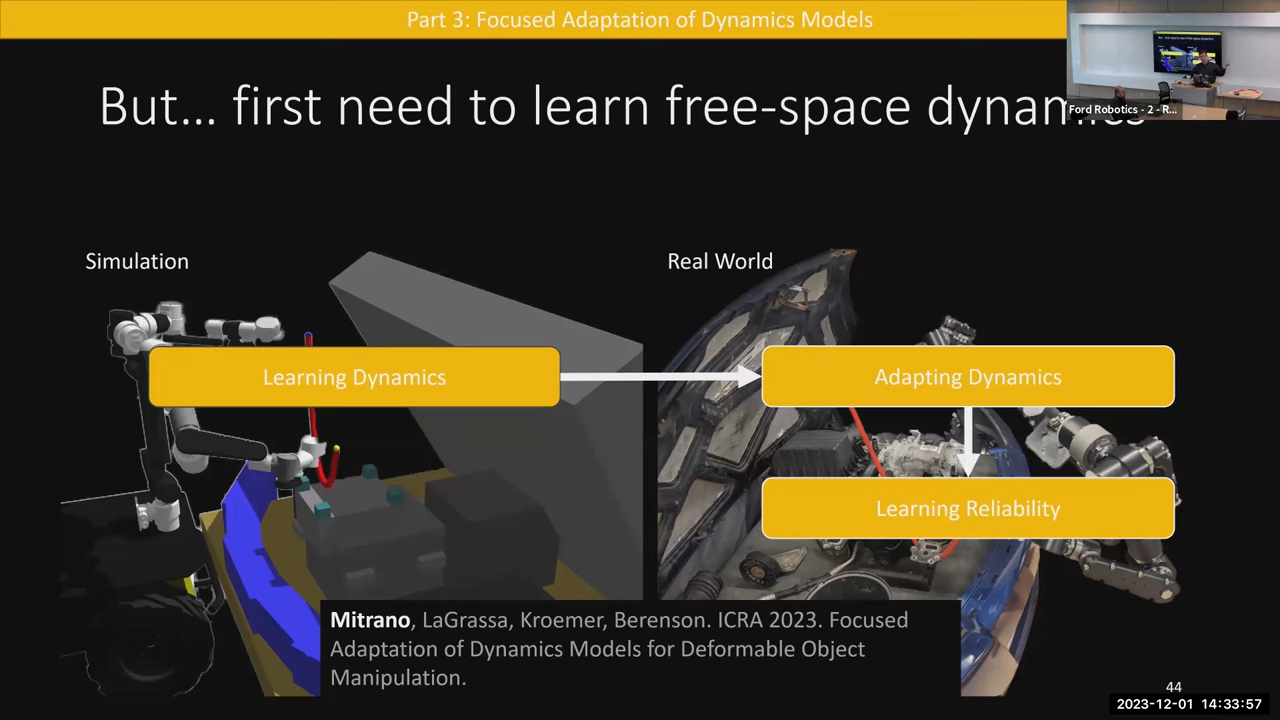 Part 3: Focused Adaptation of Dynamics Models
But... first need to learn free-space dynamics
Ford Robotics - 2 - R...
Simulation
Real World
Learning Dynamics
Adapting Dynamics
Learning Reliability
Mitrano, LaGrassa, Kroemer, Berenson. ICRA 2023. Focused
Adaptation of Dynamics Models for Deformable Object
Manipulation.
44
2023-12-01 14:33:57